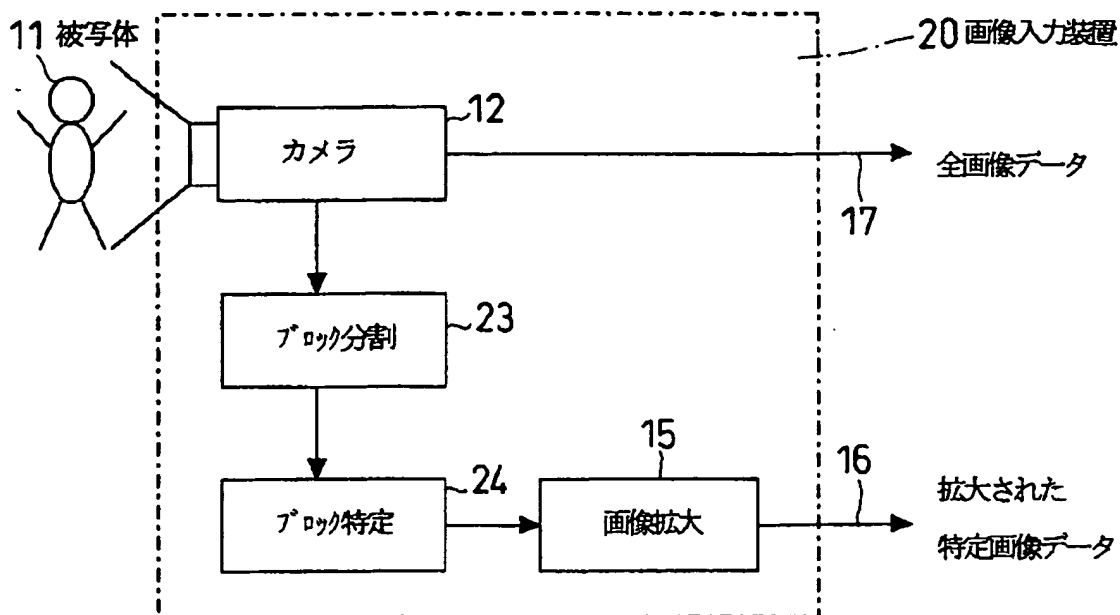 11 被写体
20 画像入力装置
12
カメラ
全画像データ
17
ブロック分割
23
15
24
16
拡大された
ブロック特定
画像拡大
特定画像データ